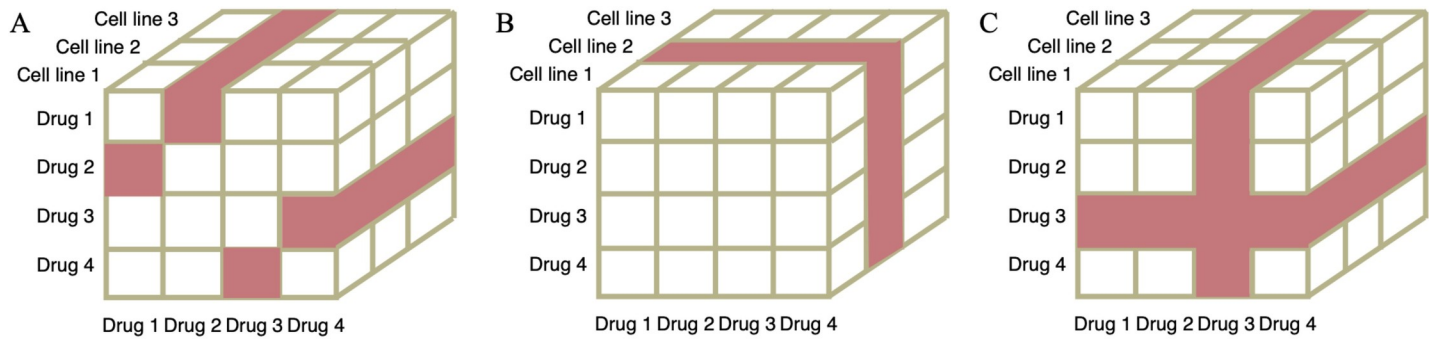 A
Cell line 3
Cell line 2
Cell line 1
Drug 1
Drug 2
Drug 3
Drug 4
Drug 1 Drug 2 Drug 3 Drug 4
B
Cell line 3
Cell line 2
Cell line 1
Drug 1
Drug 2
Drug 3
Drug 4
Drug 1 Drug 2 Drug 3 Drug 4
C
Cell line 3
Cell line 2
Cell line 1
Drug 1
Drug 2
Drug 3
Drug 4
Drug 1 Drug 2 Drug 3 Drug 4